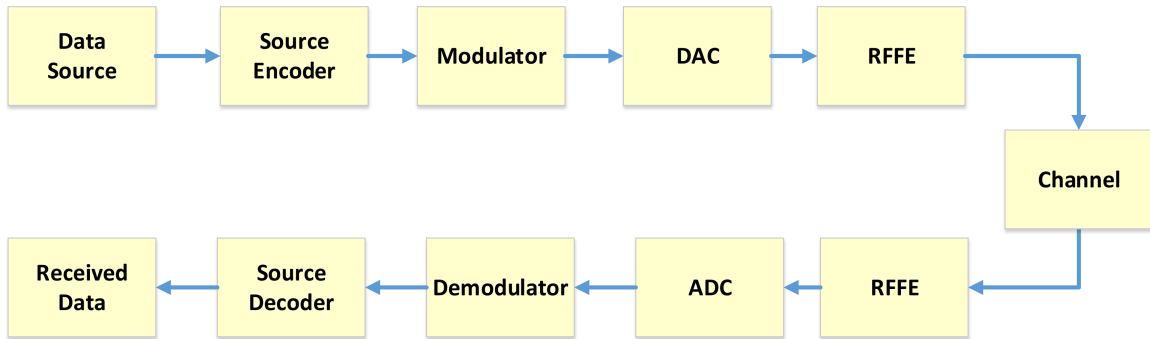 Data
Source
Source
Encoder
Modulator
DAC
RFFE
Channel
Received
Data
Source
Decoder
Demodulator
ADC
RFFE